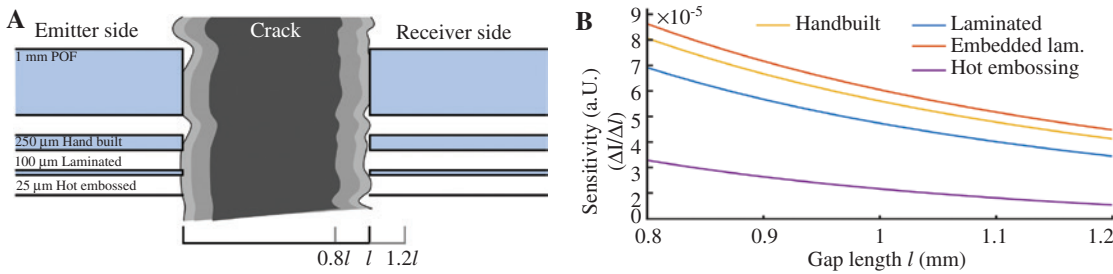 A
Emitter side
Crack
Receiver side
1 mm POF
250 µm Hand built
100 µm Laminated
25 µm Hot embossed
0.8l l 1.2l
B
×10⁻⁵
Handbuilt
Laminated
Embedded lam.
Hot embossing
Sensitivity (a.U.)
(ΔI/Δl)
9
8
7
6
5
4
3
2
0
0.8 0.9 1 1.1 1.2
Gap length l (mm)